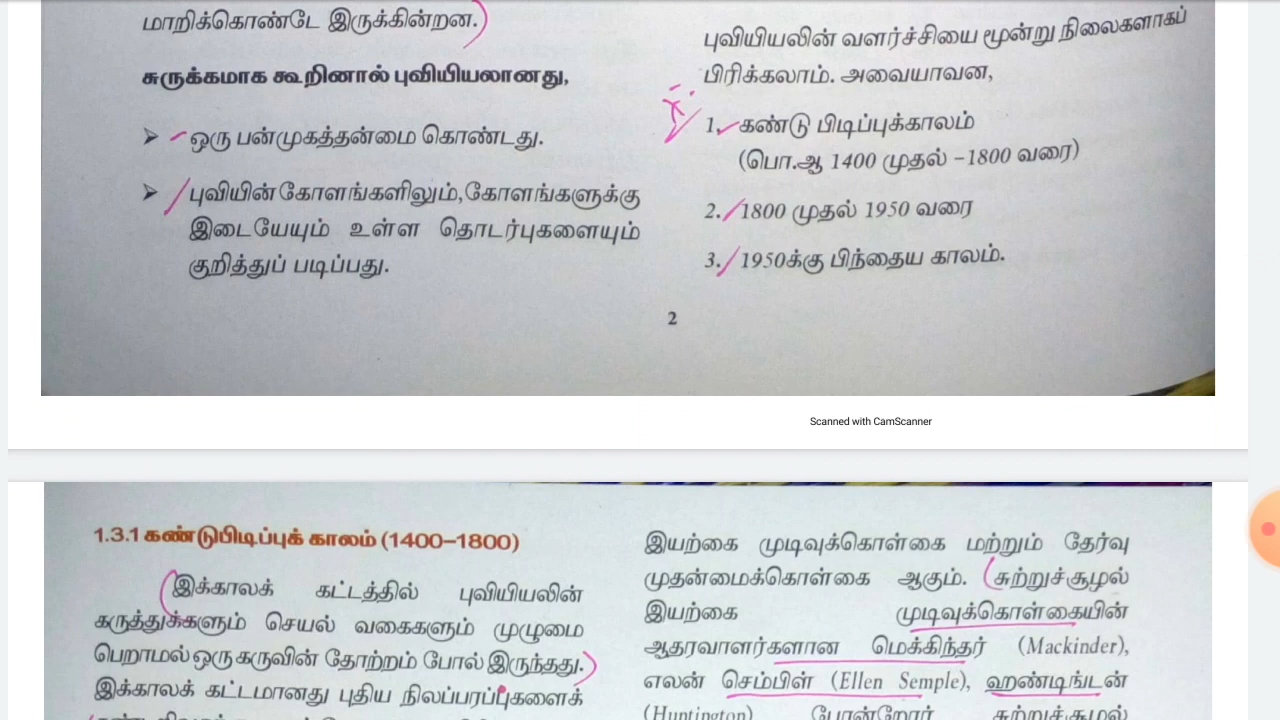 மாறிக்கொண்டே இருக்கின்றன.
சுருக்கமாக கூறினால் புவியியலானது,
➤ ஒரு பன்முகத்தன்மை கொண்டது.
➤ புவியின் கோளங்களிலும்,கோளங்களுக்கு
இடையேயும் உள்ள தொடர்புகளையும்
குறித்துப் படிப்பது.
புவியியலின் வளர்ச்சியை மூன்று நிலைகளாகப்
பிரிக்கலாம். அவையாவன,
1. கண்டு பிடிப்புக்காலம்
(பொ.ஆ 1400 முதல் –1800 வரை)
2. 1800 முதல் 1950 வரை
3. 1950க்கு பிந்தைய காலம்.
2
Scanned with CamScanner
1.3.1 கண்டுபிடிப்புக் காலம் (1400–1800)
இக்காலக் கட்டத்தில் புவியியலின்
கருத்துக்களும் செயல் வகைகளும் முழுமை
பெறாமல் ஒரு கருவின் தோற்றம் போல் இருந்தது.
இக்காலக் கட்டமானது புதிய நிலப்பரப்புகளைக்
இயற்கை முடிவுக்கொள்கை மற்றும் தேர்வு
முதன்மைக்கொள்கை ஆகும். சுற்றுச்சூழல்
இயற்கை முடிவுக்கொள்கையின்
ஆதரவாளர்களான மெக்கிந்தர் (Mackinder),
எலன் செம்பிள் (Ellen Semple), ஹண்டிங்டன்
(Huntington) போன்றோர் சுற்றுச்சூழல்